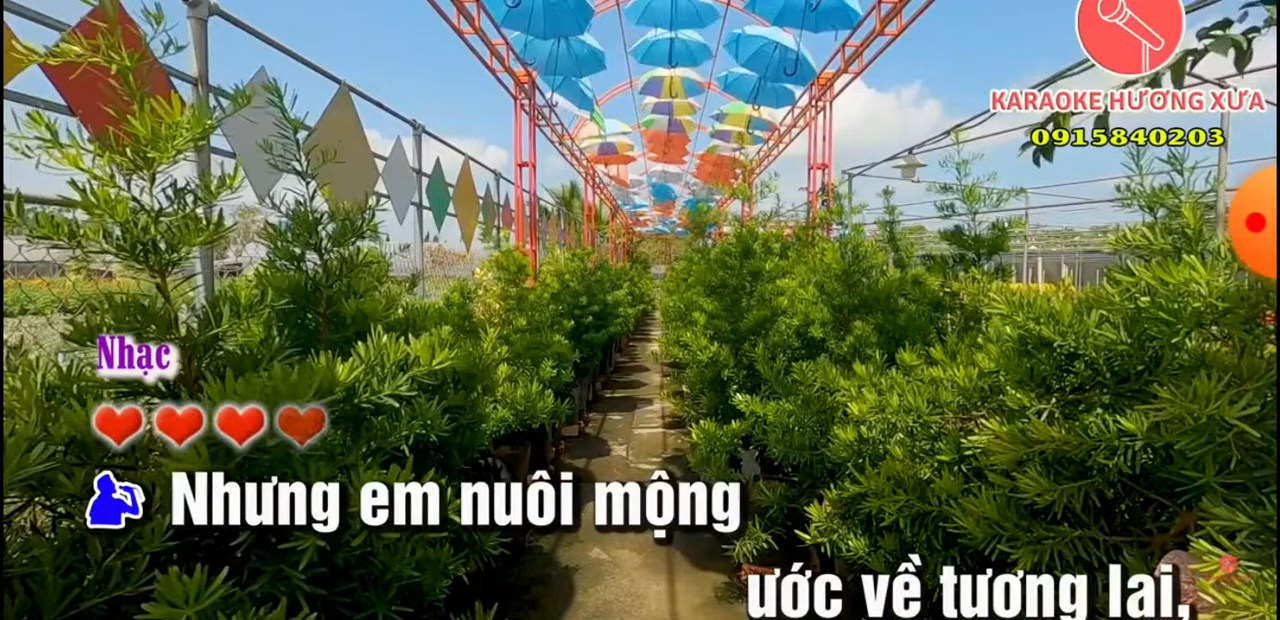 KARAOKE HƯƠNG XƯA
0915840203
Nhạc
Nhưng em nuôi mộng
ước về tương lai,